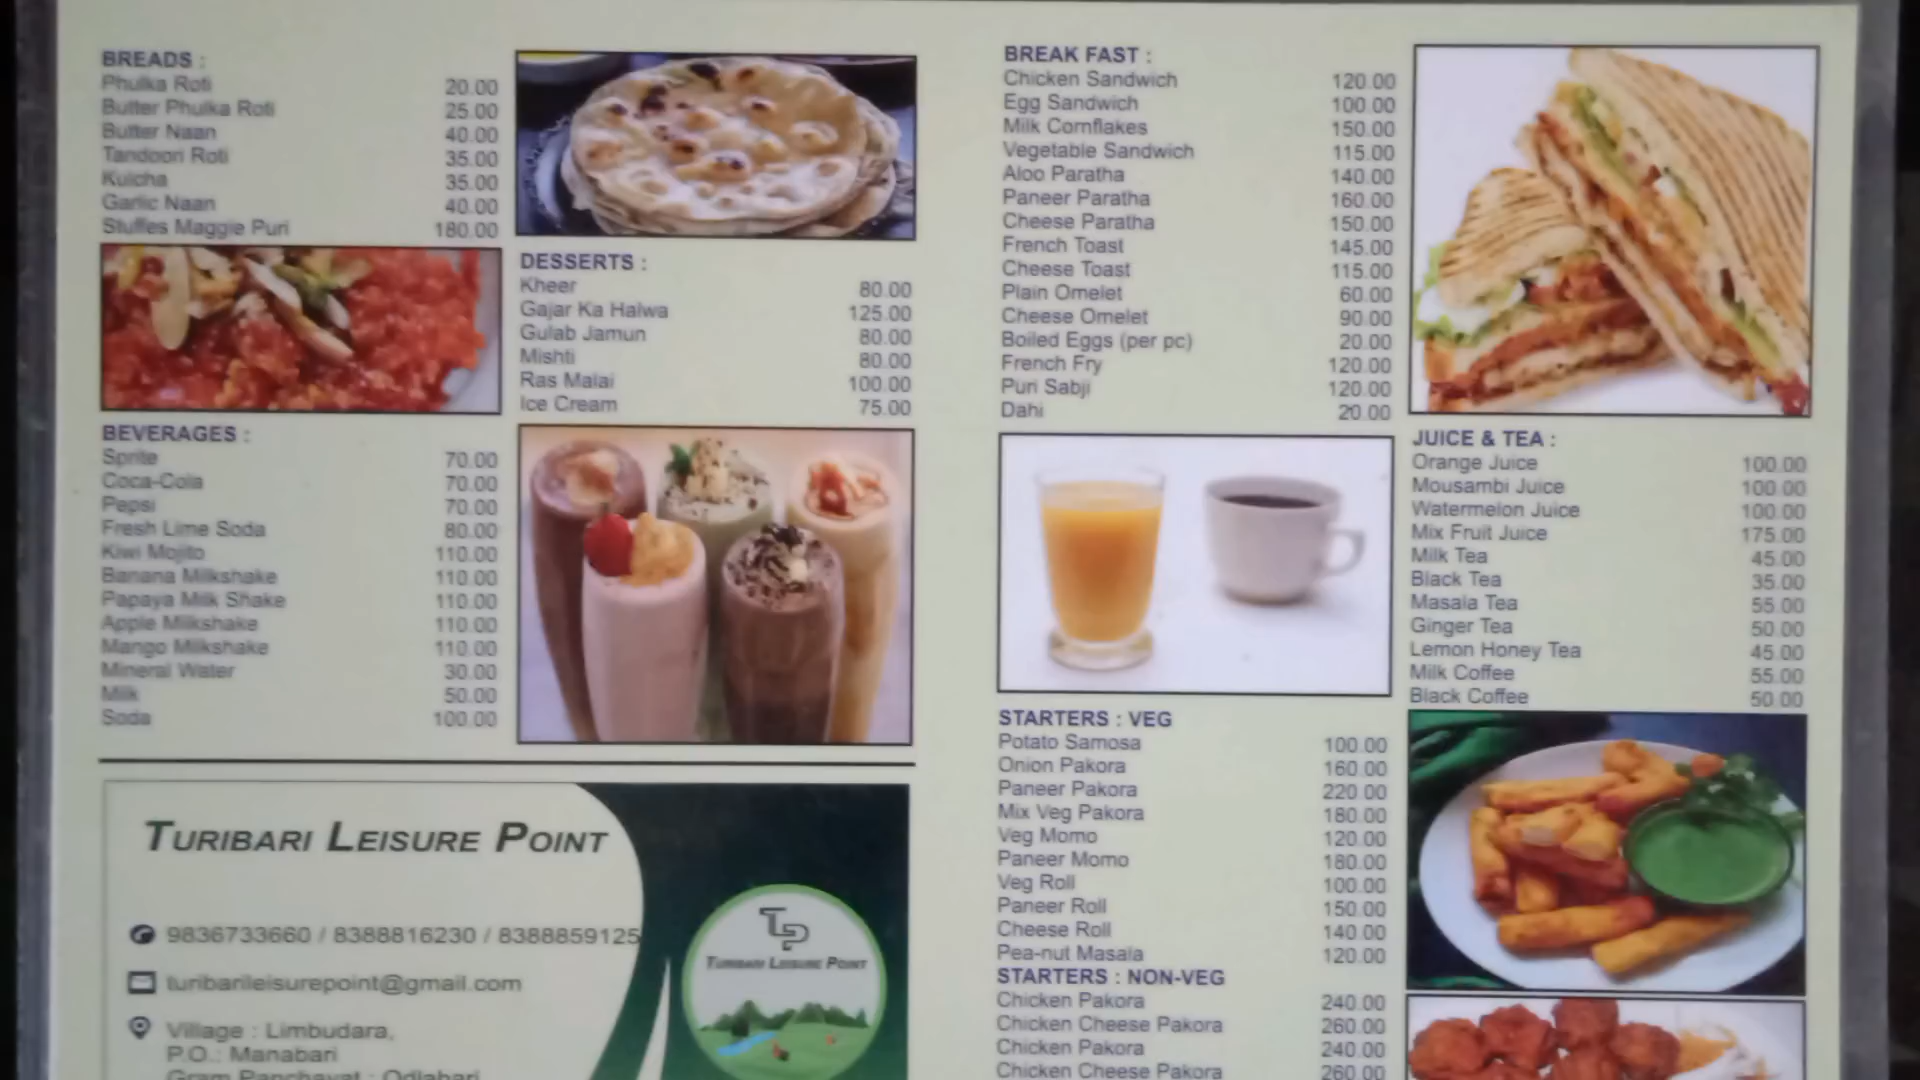 BREADS :
Phulka Roti 20.00
Butter Phulka Roti 25.00
Butter Naan 40.00
Tandoori Roti 35.00
Kulcha 35.00
Garlic Naan 40.00
Stuffes Maggie Puri 180.00
DESSERTS :
Kheer 80.00
Gajar Ka Halwa 125.00
Gulab Jamun 80.00
Mishti 80.00
Ras Malai 100.00
Ice Cream 75.00
BEVERAGES :
Sprite 70.00
Coca-Cola 70.00
Pepsi 70.00
Fresh Lime Soda 80.00
Kiwi Mojito 110.00
Banana Milkshake 110.00
Papaya Milk Shake 110.00
Apple Milkshake 110.00
Mango Milkshake 110.00
Mineral Water 30.00
Milk 50.00
Soda 100.00
TURIBARI LEISURE POINT
9836733660 / 8388816230 / 8388859125
turibarileisurepoint@gmail.com
Village : Limbudara,
P.O.: Manabari
Gram Panchayat : Odlabari
TLP
TURIBARI LEISURE POINT
BREAK FAST :
Chicken Sandwich 120.00
Egg Sandwich 100.00
Milk Cornflakes 150.00
Vegetable Sandwich 115.00
Aloo Paratha 140.00
Paneer Paratha 160.00
Cheese Paratha 150.00
French Toast 145.00
Cheese Toast 115.00
Plain Omelet 60.00
Cheese Omelet 90.00
Boiled Eggs (per pc) 20.00
French Fry 120.00
Puri Sabji 120.00
Dahi 20.00
JUICE & TEA :
Orange Juice 100.00
Mousambi Juice 100.00
Watermelon Juice 100.00
Mix Fruit Juice 175.00
Milk Tea 45.00
Black Tea 35.00
Masala Tea 55.00
Ginger Tea 50.00
Lemon Honey Tea 45.00
Milk Coffee 55.00
Black Coffee 50.00
STARTERS : VEG
Potato Samosa 100.00
Onion Pakora 160.00
Paneer Pakora 220.00
Mix Veg Pakora 180.00
Veg Momo 120.00
Paneer Momo 180.00
Veg Roll 100.00
Paneer Roll 150.00
Cheese Roll 140.00
Pea-nut Masala 120.00
STARTERS : NON-VEG
Chicken Pakora 240.00
Chicken Cheese Pakora 260.00
Chicken Pakora 240.00
Chicken Cheese Pakora 260.00